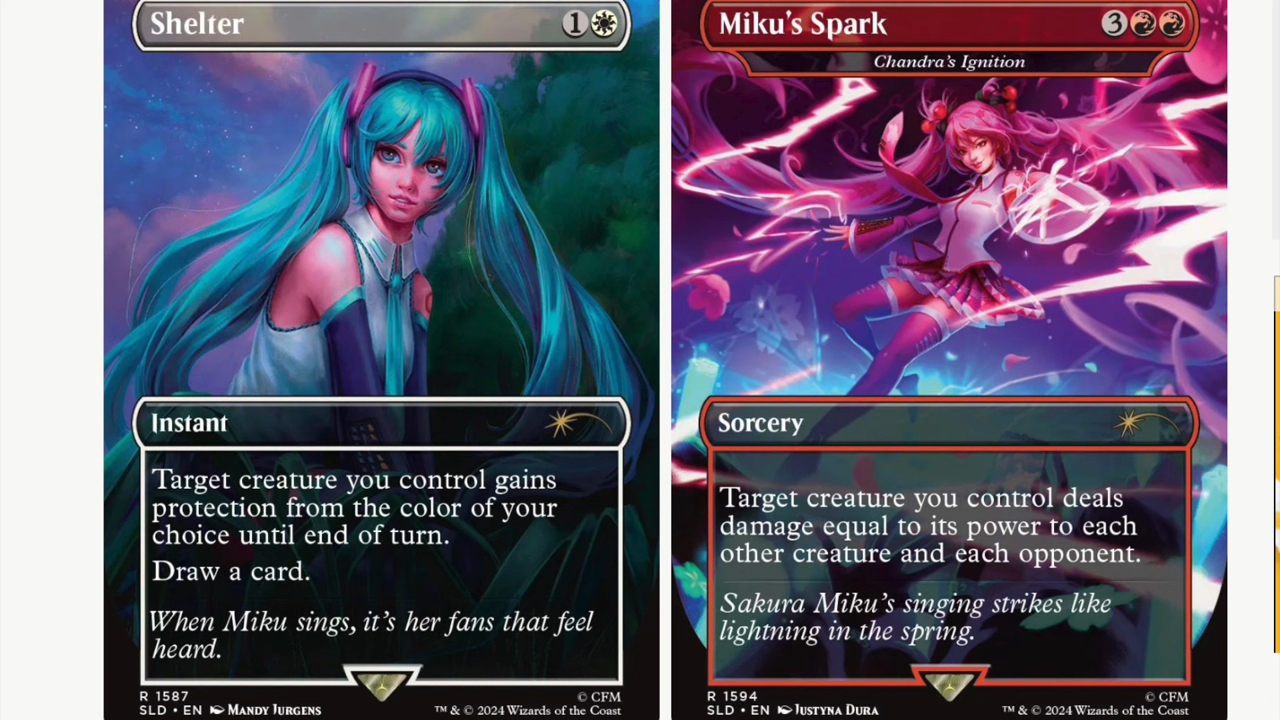 Shelter 1
Instant
Target creature you control gains
protection from the color of your
choice until end of turn.
Draw a card.
When Miku sings, it's her fans that feel
heard.
R 1587 © CFM
SLD • EN Mandy Jurgens ™ & © 2024 Wizards of the Coast
Miku's Spark 3
Chandra's Ignition
Sorcery
Target creature you control deals
damage equal to its power to each
other creature and each opponent.
Sakura Miku's singing strikes like
lightning in the spring.
R 1594 © CFM
SLD • EN Justyna Dura ™ & © 2024 Wizards of the Coast